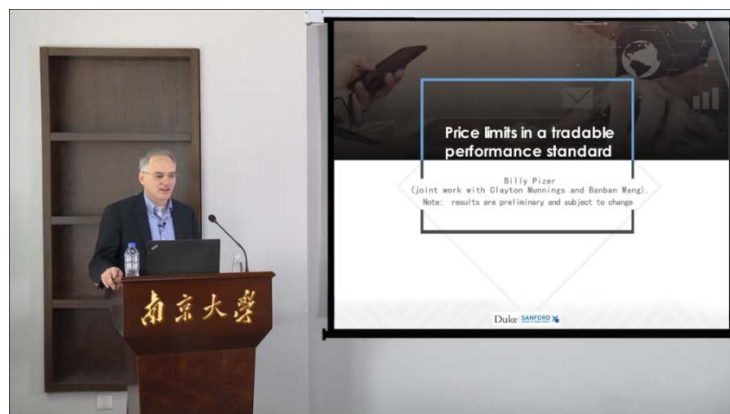 Price limits in a tradable
performance standard
Billy Pizer
(joint work with Clayton Munnings and Banban Wang).
Note: results are preliminary and subject to change
Duke SANFORD
南京大學